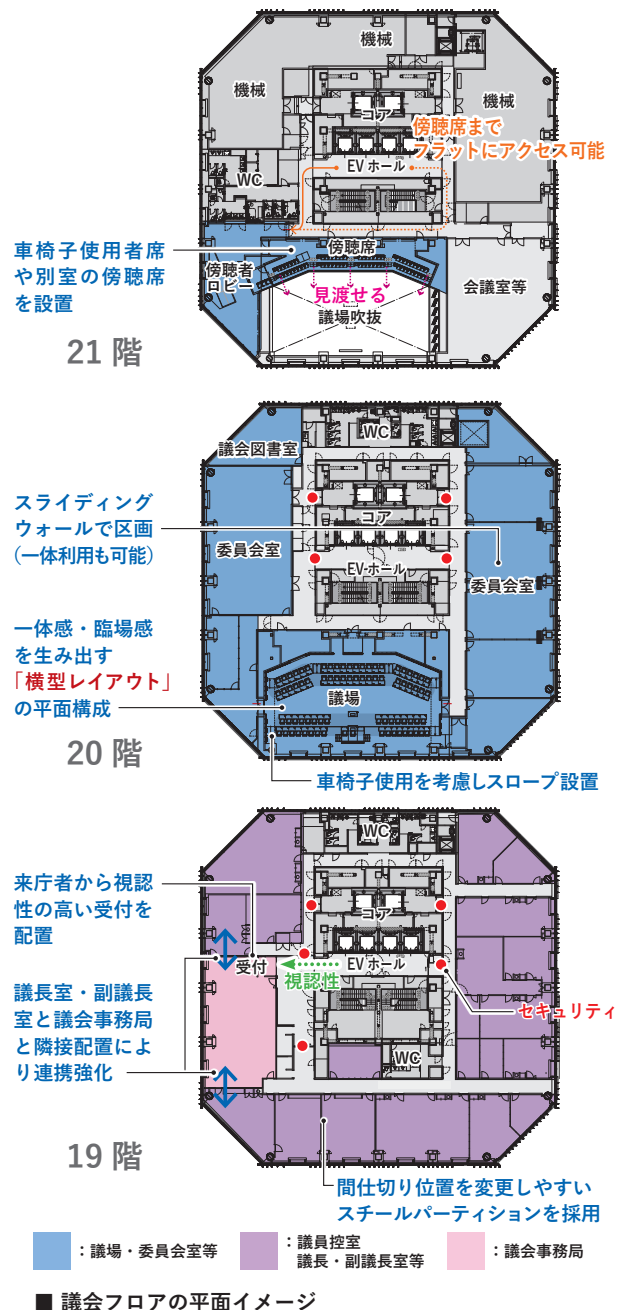 機械
機械
機械
コア
傍聴席まで
フラットにアクセス可能
EVホール
WC
車椅子使用者席
や別室の傍聴席
を設置
傍聴席
傍聴者
ロビー
見渡せる
議場吹抜
会議室等
21階
WC
議会図書室
スライディング
ウォールで区画
(一体利用も可能)
コア
委員会室
EVホール
委員会室
一体感・臨場感
を生み出す
「横型レイアウト」
の平面構成
議場
20階
車椅子使用を考慮しスロープ設置
WC
来庁者から視認
性の高い受付を
配置
コア
受付
EVホール
視認性
議長室・副議長
室と議会事務局
と隣接配置によ
り連携強化
セキュリティ
WC
19階
間仕切り位置を変更しやすい
スチールパーティションを採用
：議場・委員会室等
：議員控室
議長・副議長室等
：議会事務局
■ 議会フロアの平面イメージ